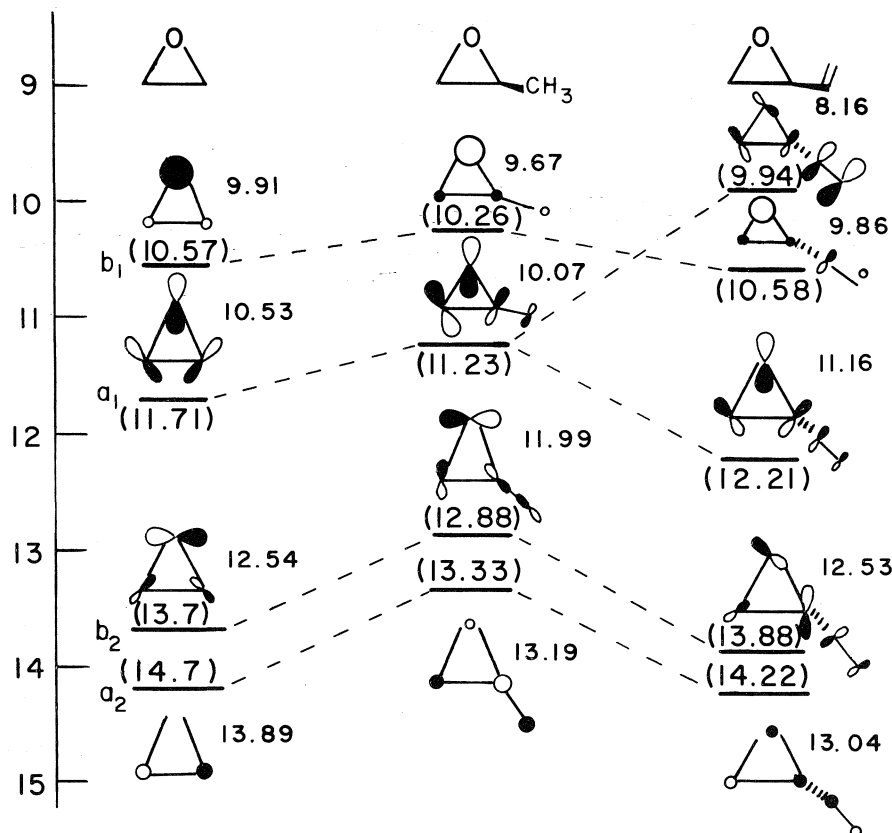 O O O
9
CH3
8.16
9.91 9.67 (9.94)
10
(10.57) (10.26) 9.86
b1
10.53 10.07 (10.58)
11
(11.23) 11.16
a1
(11.71)
12
11.99 (12.21)
(12.88)
13
12.54 (13.33) 12.53
(13.7) (13.88)
b2
14
(14.7) 13.19 (14.22)
a2
13.89 13.04
15